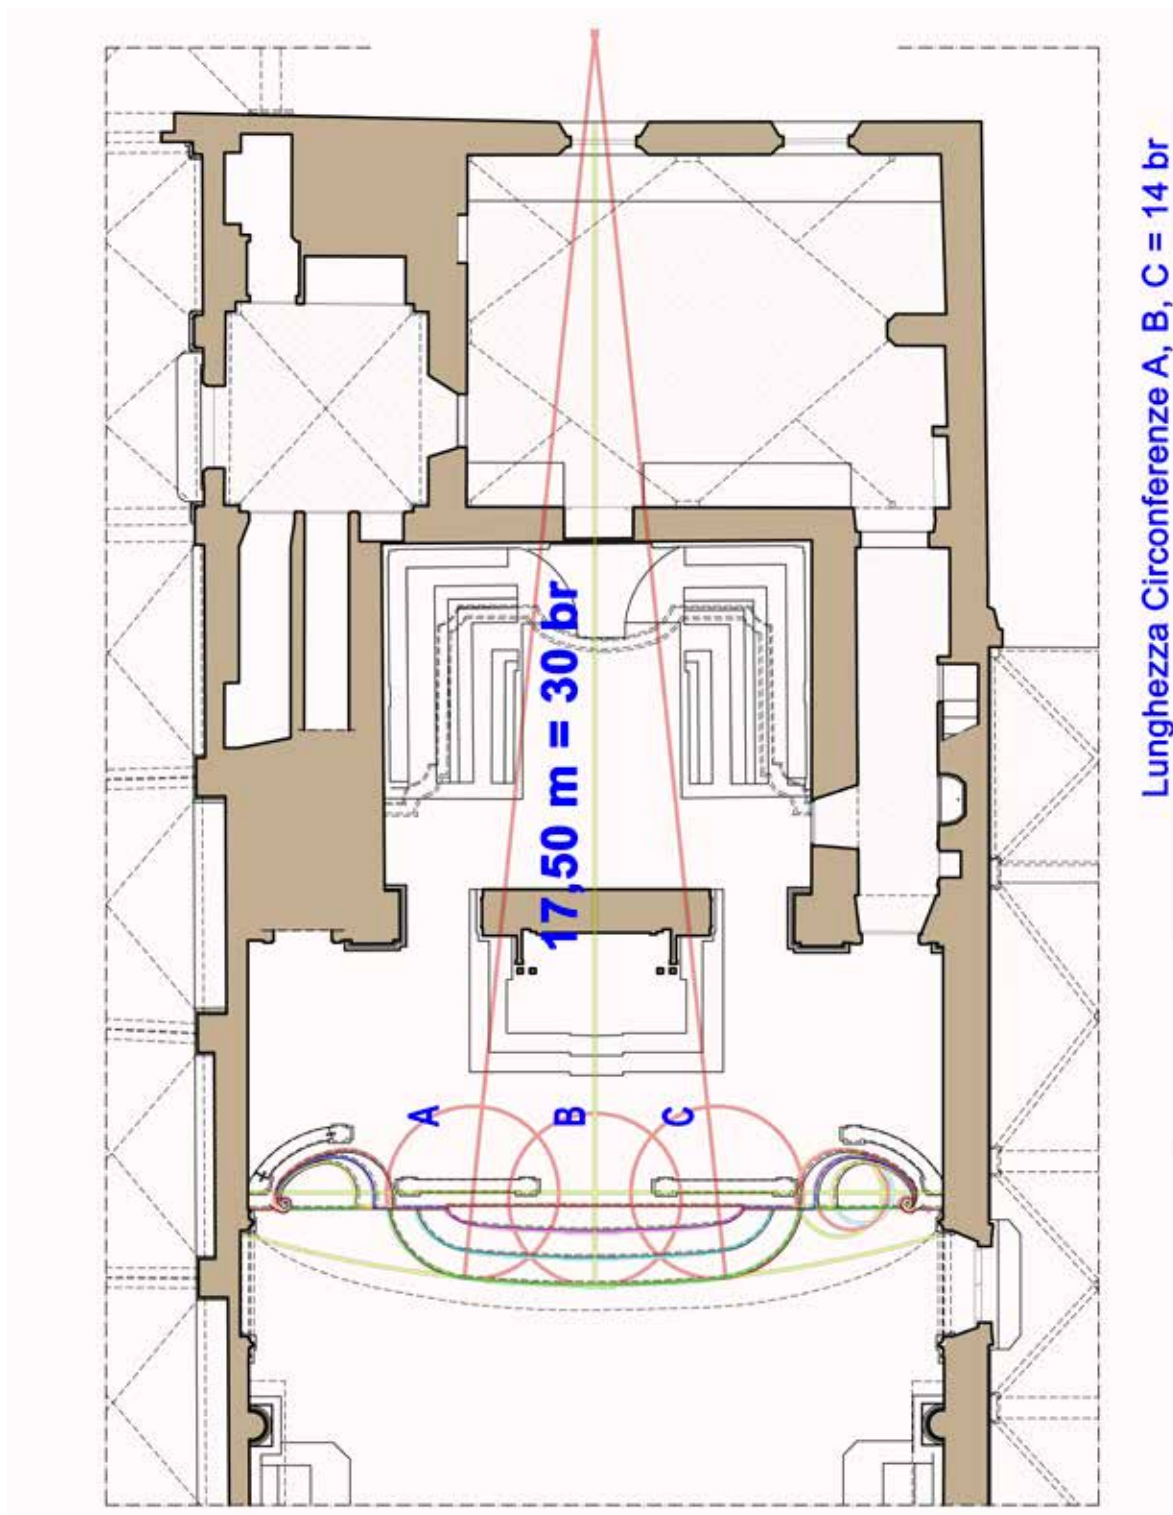 17,50 m = 30 br
A
B
C
Lunghezza Circonferenze A, B, C = 14 br